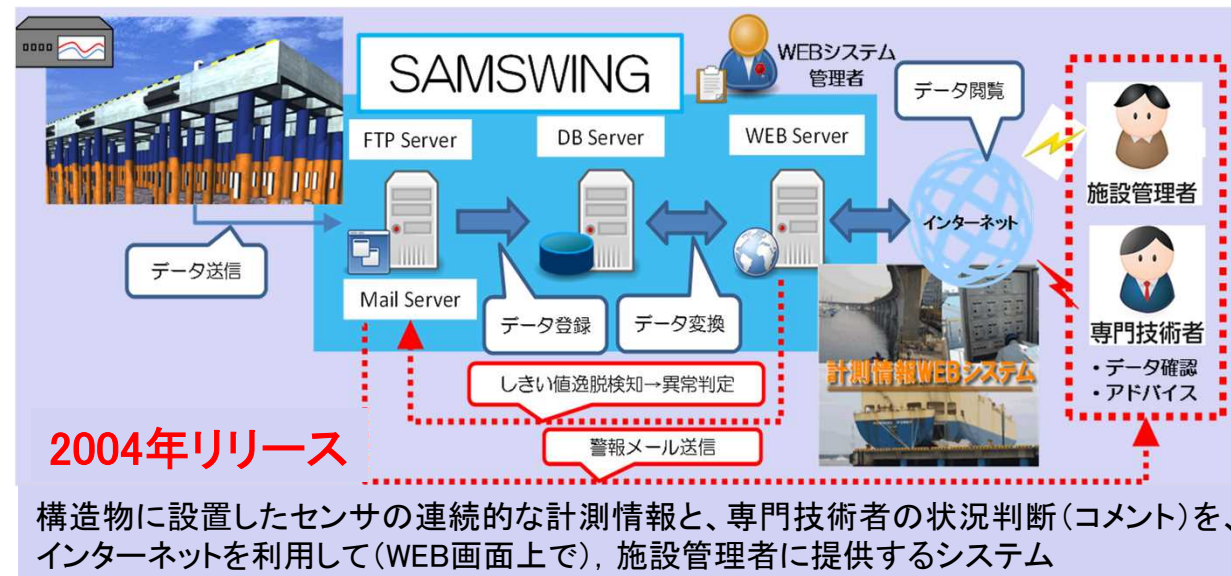 SAMSWING
WEBシステム
管理者
データ閲覧
FTP Server
DB Server
WEB Server
施設管理者
インターネット
データ送信
Mail Server
データ登録
データ変換
専門技術者
・データ確認
・アドバイス
計測情報WEBシステム
しきい値逸脱検知→異常判定
警報メール送信
2004年リリース
構造物に設置したセンサの連続的な計測情報と、専門技術者の状況判断（コメント）を、
インターネットを利用して（WEB画面上で），施設管理者に提供するシステム